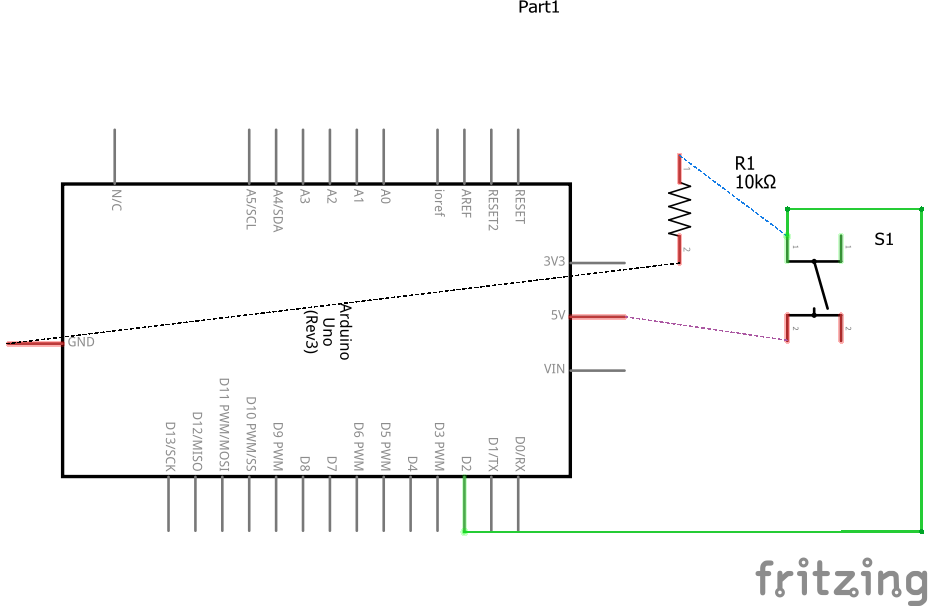 Part1
N/C
A5/SCL
A4/SDA
A3
A2
A1
A0
ioref
AREF
RESET2
RESET
1
R1
10kΩ
2
S1
1
1
3V3
5V
2
2
VIN
GND
Arduino
Uno
(Rev3)
D13/SCK
D12/MISO
D11 PWM/MOSI
D10 PWM/SS
D9 PWM
D8
D7
D6 PWM
D5 PWM
D4
D3 PWM
D2
D1/TX
D0/RX
fritzing